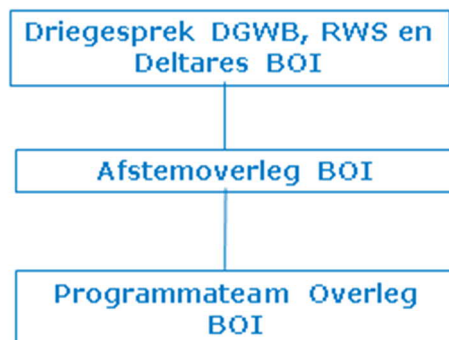 Driegesprek DGWB, RWS en
Deltares BOI
Afstemoverleg BOI
Programmateam Overleg
BOI